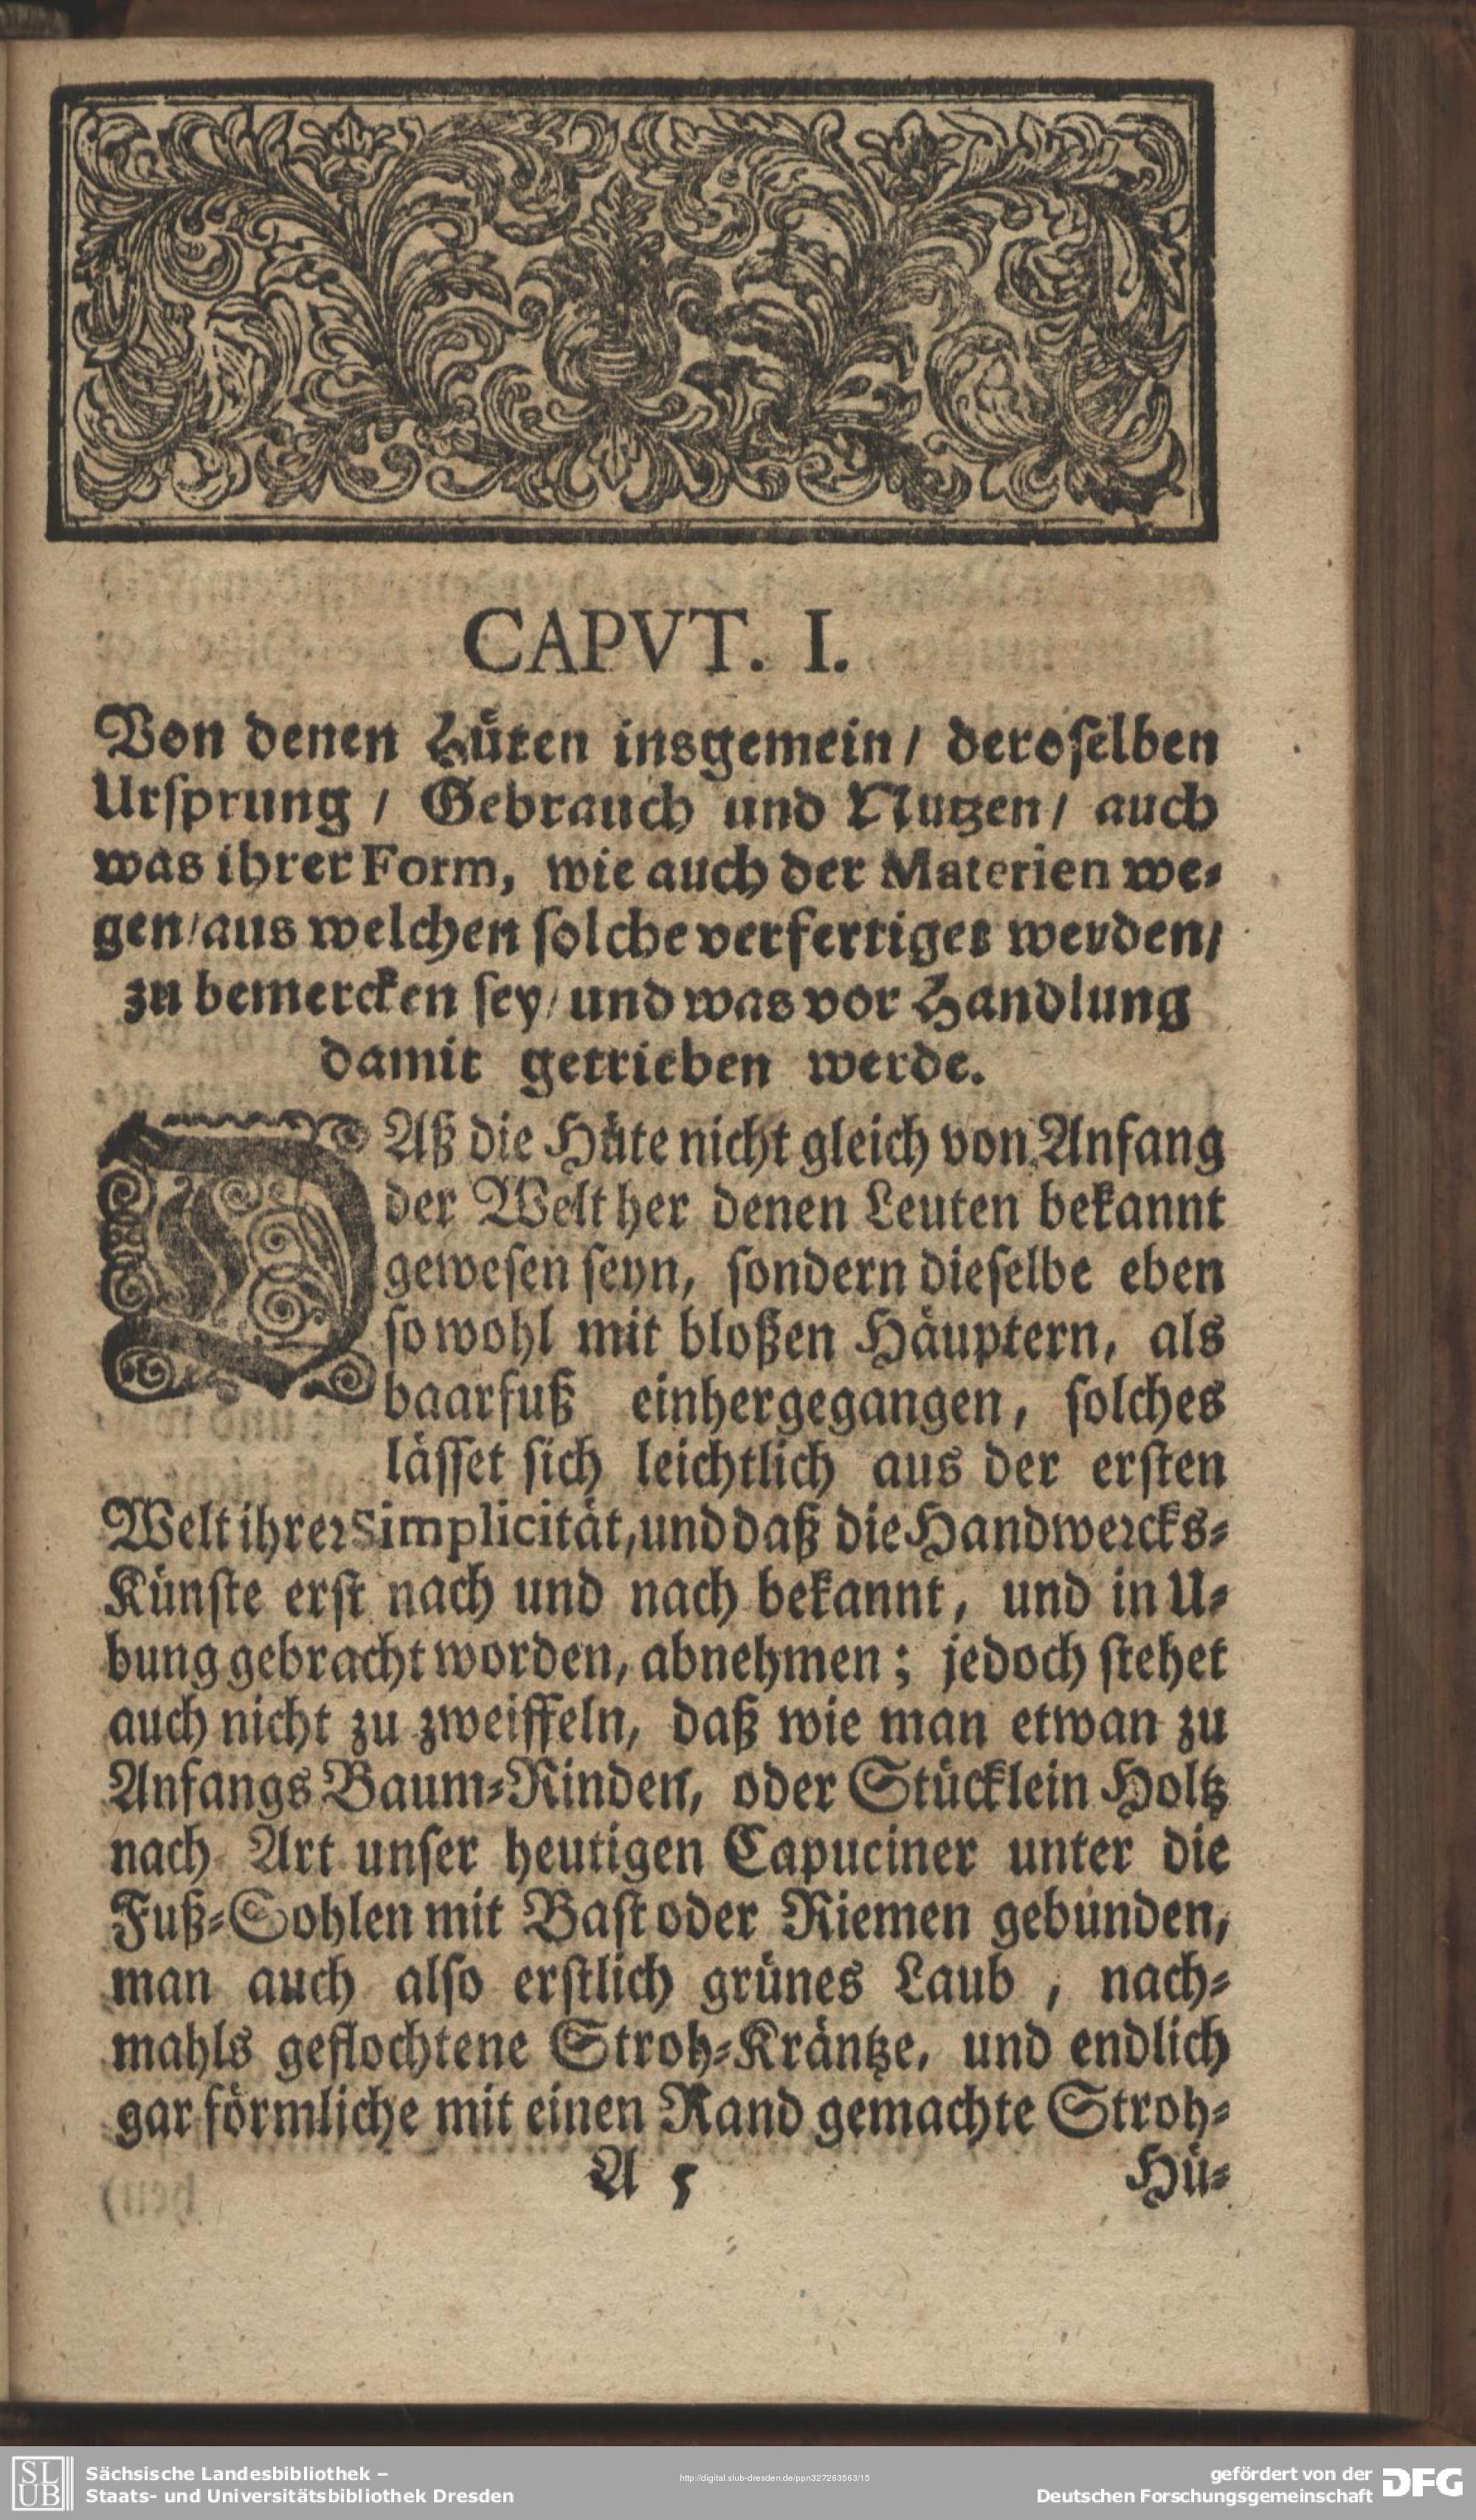 CAPVT. I.
Von denen Hüten insgemein / deroſelben
Urſprung / Gebrauch und Nutzen / auch
was ihrer Form, wie auch der Materien we⸗
gen / aus welchen ſolche verfertiget werden /
zu bemercken ſey / und was vor Handlung
damit getrieben werde.
DAß die Hüte nicht gleich von Anfang
der Welt her denen Leuten bekannt
geweſen ſeyn, ſondern dieſelbe eben
ſo wohl mit bloßen Häuptern, als
baarfuß einhergegangen, ſolches
läſſet ſich leichtlich aus der erſten
Welt ihrer Simplicität, und daß die Handwercks⸗
Künſte erſt nach und nach bekannt, und in U⸗
bung gebracht worden, abnehmen; jedoch ſtehet
auch nicht zu zweiffeln, daß wie man etwan zu
Anfangs Baum⸗Rinden, oder Stücklein Holtz
nach Art unſer heutigen Capuciner unter die
Fuß⸗Sohlen mit Baſt oder Riemen gebunden,
man auch alſo erſtlich grünes Laub , nach⸗
mahls geflochtene Stroh⸗Kräntze, und endlich
gar förmliche mit einen Rand gemachte Stroh⸗
A 5 Hü⸗
SLUB Sächsische Landesbibliothek –
Staats- und Universitätsbibliothek Dresden
http://digital.slub-dresden.de/ppn327263563/15
gefördert von der
Deutschen Forschungsgemeinschaft DFG